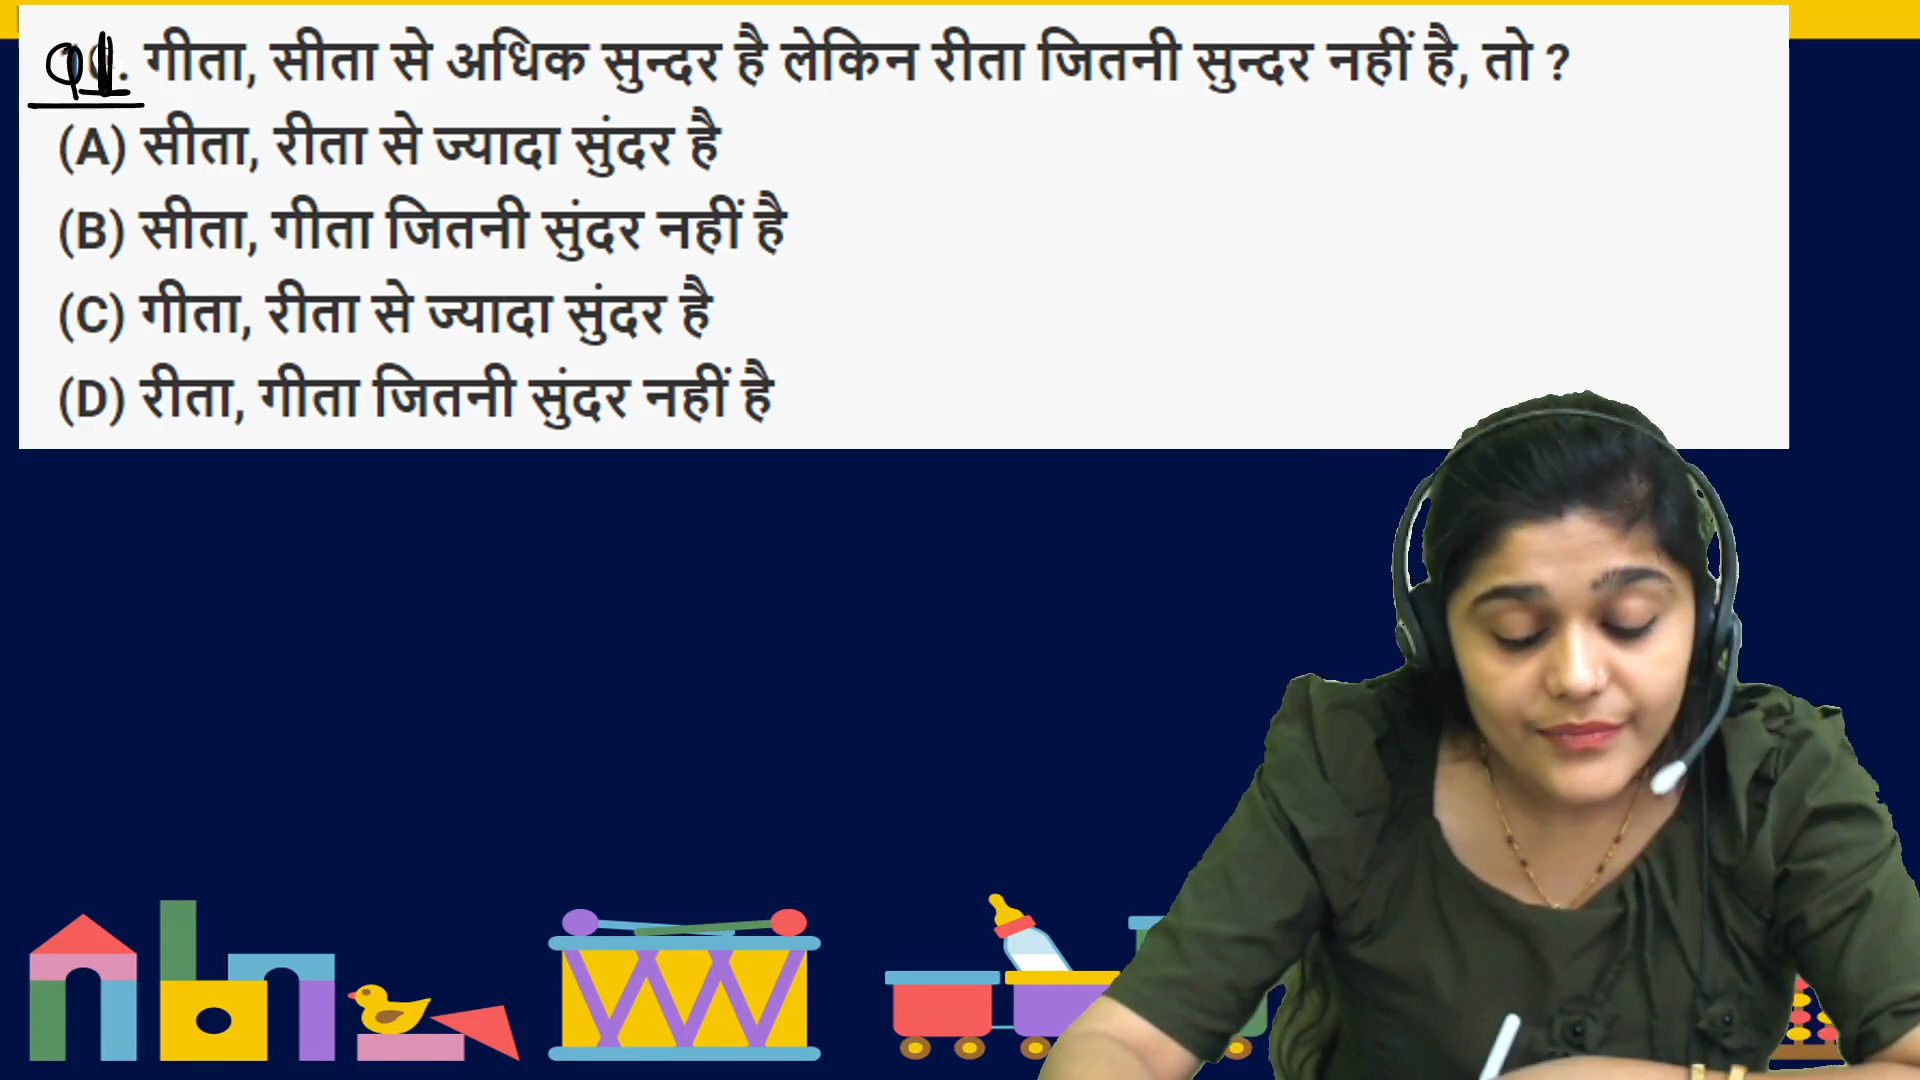 Q1. गीता, सीता से अधिक सुन्दर है लेकिन रीता जितनी सुन्दर नहीं है, तो ?
(A) सीता, रीता से ज्यादा सुंदर है
(B) सीता, गीता जितनी सुंदर नहीं है
(C) गीता, रीता से ज्यादा सुंदर है
(D) रीता, गीता जितनी सुंदर नहीं है